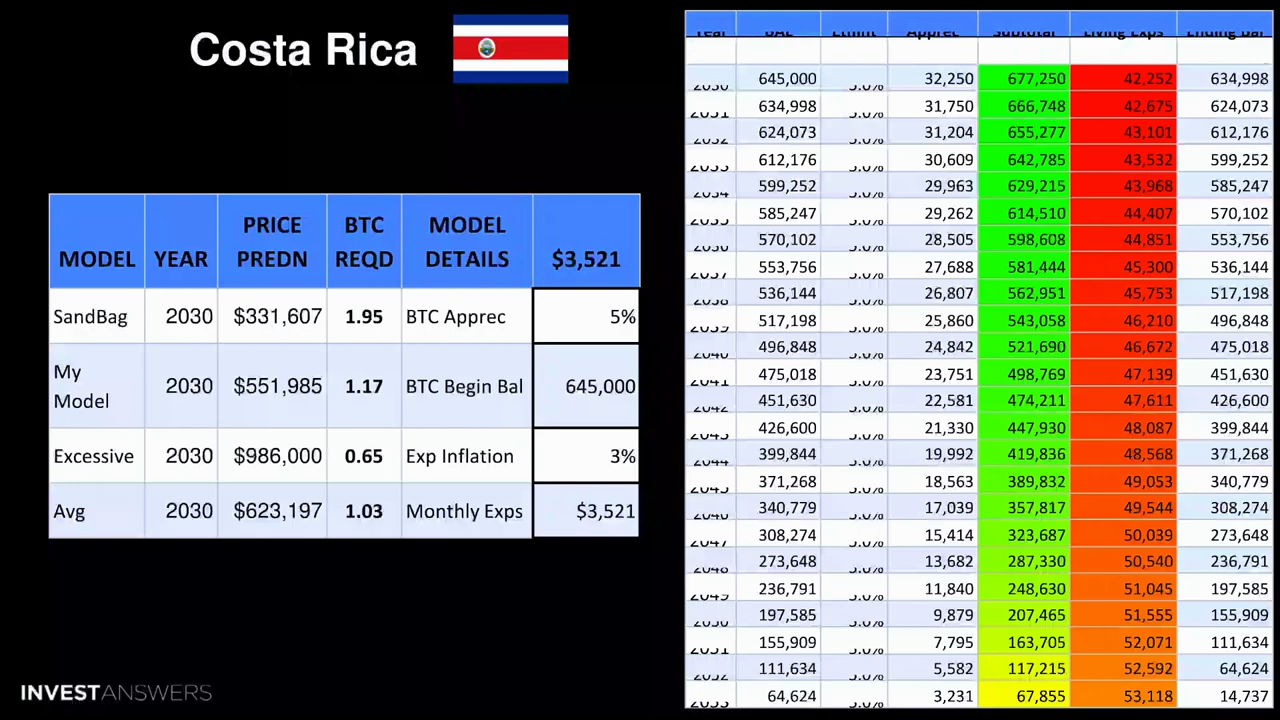 Costa Rica
MODEL YEAR PRICE PREDN BTC REQD MODEL DETAILS $3,521
SandBag 2030 $331,607 1.95 BTC Apprec 5%
My Model 2030 $551,985 1.17 BTC Begin Bal 645,000
Excessive 2030 $986,000 0.65 Exp Inflation 3%
Avg 2030 $623,197 1.03 Monthly Exps $3,521
INVESTANSWERS
645,000 32,250 677,250 42,252 634,998
634,998 31,750 666,748 42,675 624,073
624,073 31,204 655,277 43,101 612,176
612,176 30,609 642,785 43,532 599,252
599,252 29,963 629,215 43,968 585,247
585,247 29,262 614,510 44,407 570,102
570,102 28,505 598,608 44,851 553,756
553,756 27,688 581,444 45,300 536,144
536,144 26,807 562,951 45,753 517,198
517,198 25,860 543,058 46,210 496,848
496,848 24,842 521,690 46,672 475,018
475,018 23,751 498,769 47,139 451,630
451,630 22,581 474,211 47,611 426,600
426,600 21,330 447,930 48,087 399,844
399,844 19,992 419,836 48,568 371,268
371,268 18,563 389,832 49,053 340,779
340,779 17,039 357,817 49,544 308,274
308,274 15,414 323,687 50,039 273,648
273,648 13,682 287,330 50,540 236,791
236,791 11,840 248,630 51,045 197,585
197,585 9,879 207,465 51,555 155,909
155,909 7,795 163,705 52,071 111,634
111,634 5,582 117,215 52,592 64,624
64,624 3,231 67,855 53,118 14,737